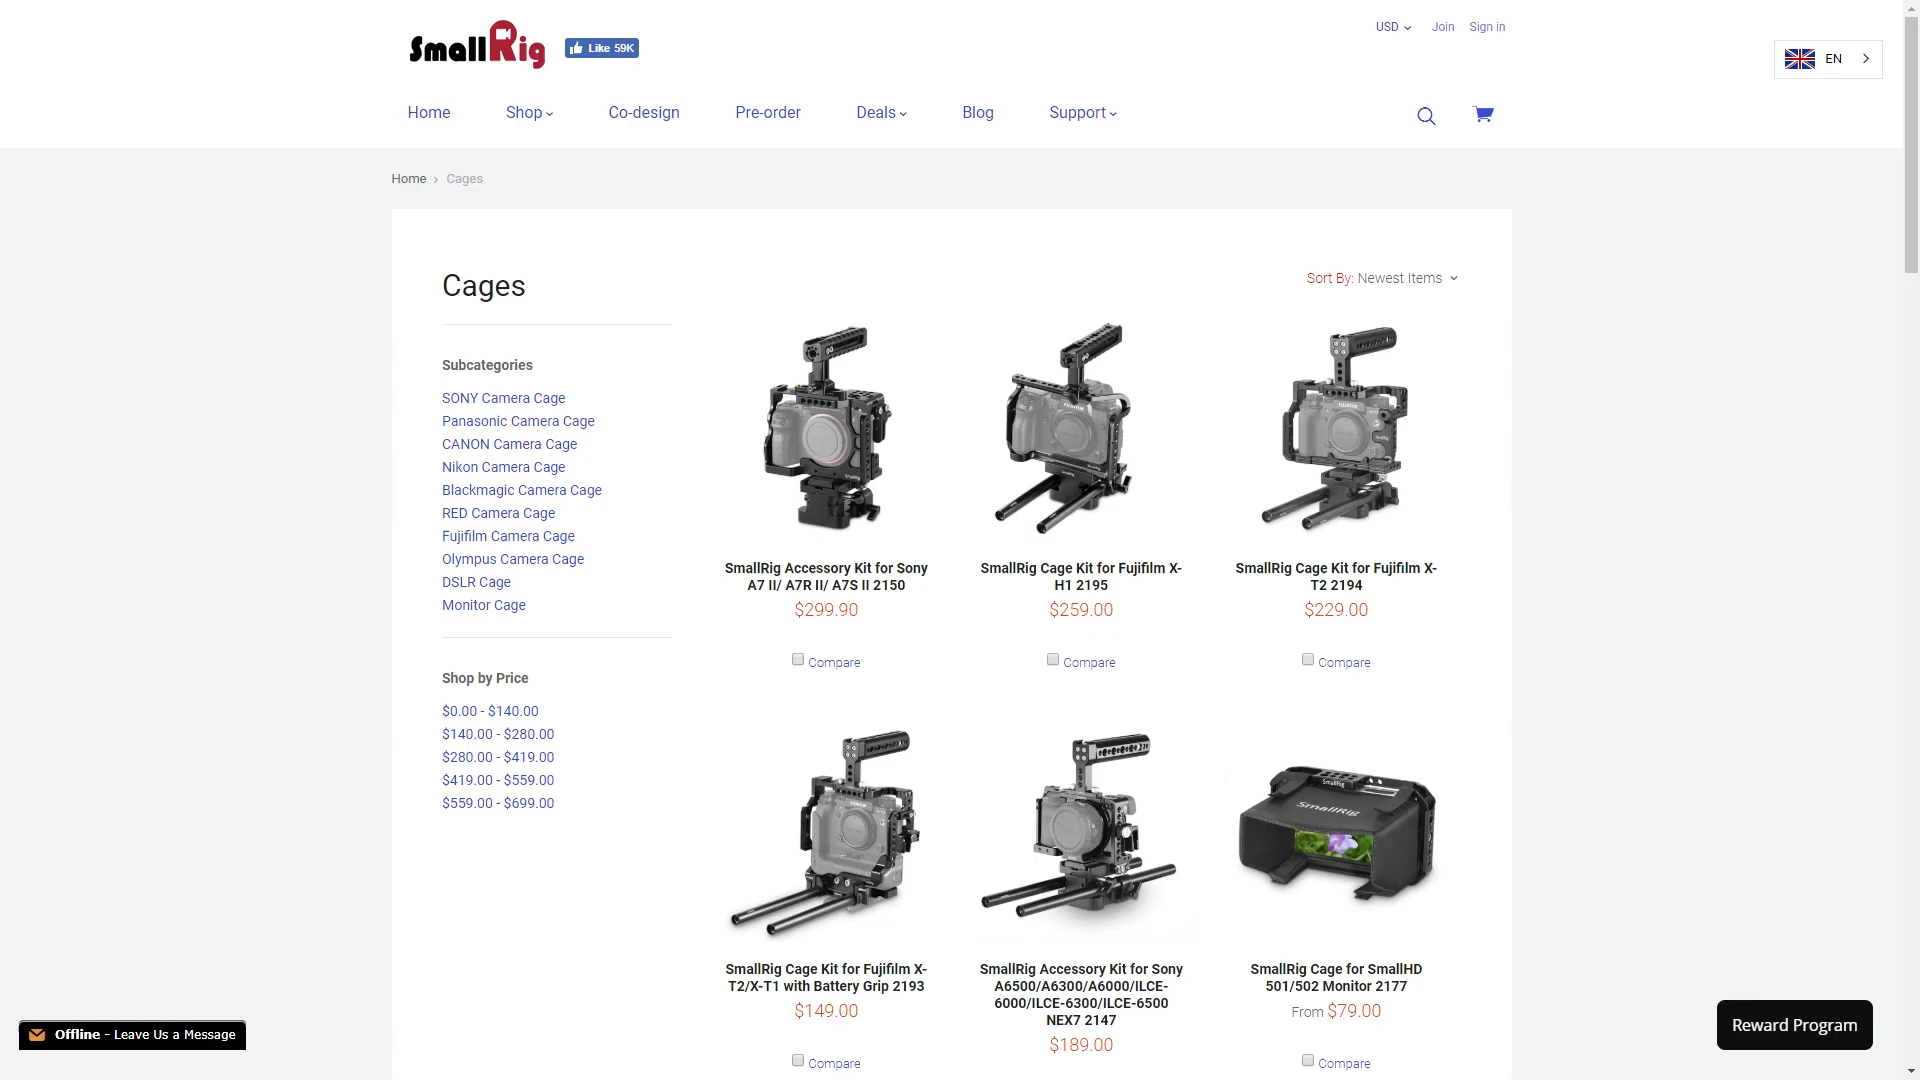 SmallRig
Like 59K
USD
Join
Sign in
EN
Home
Shop
Co-design
Pre-order
Deals
Blog
Support
Home › Cages
Cages
Sort By: Newest Items
Subcategories
SONY Camera Cage
Panasonic Camera Cage
CANON Camera Cage
Nikon Camera Cage
Blackmagic Camera Cage
RED Camera Cage
Fujifilm Camera Cage
Olympus Camera Cage
DSLR Cage
Monitor Cage
Shop by Price
$0.00 - $140.00
$140.00 - $280.00
$280.00 - $419.00
$419.00 - $559.00
$559.00 - $699.00
SmallRig Accessory Kit for Sony
A7 II/ A7R II/ A7S II 2150
$299.90
Compare
SmallRig Cage Kit for Fujifilm X-
H1 2195
$259.00
Compare
SmallRig Cage Kit for Fujifilm X-
T2 2194
$229.00
Compare
SmallRig Cage Kit for Fujifilm X-
T2/X-T1 with Battery Grip 2193
$149.00
Compare
SmallRig Accessory Kit for Sony
A6500/A6300/A6000/ILCE-
6000/ILCE-6300/ILCE-6500
NEX7 2147
$189.00
SmallRig
SmallRig
SmallRig Cage for SmallHD
501/502 Monitor 2177
From $79.00
Compare
Offline - Leave Us a Message
Reward Program